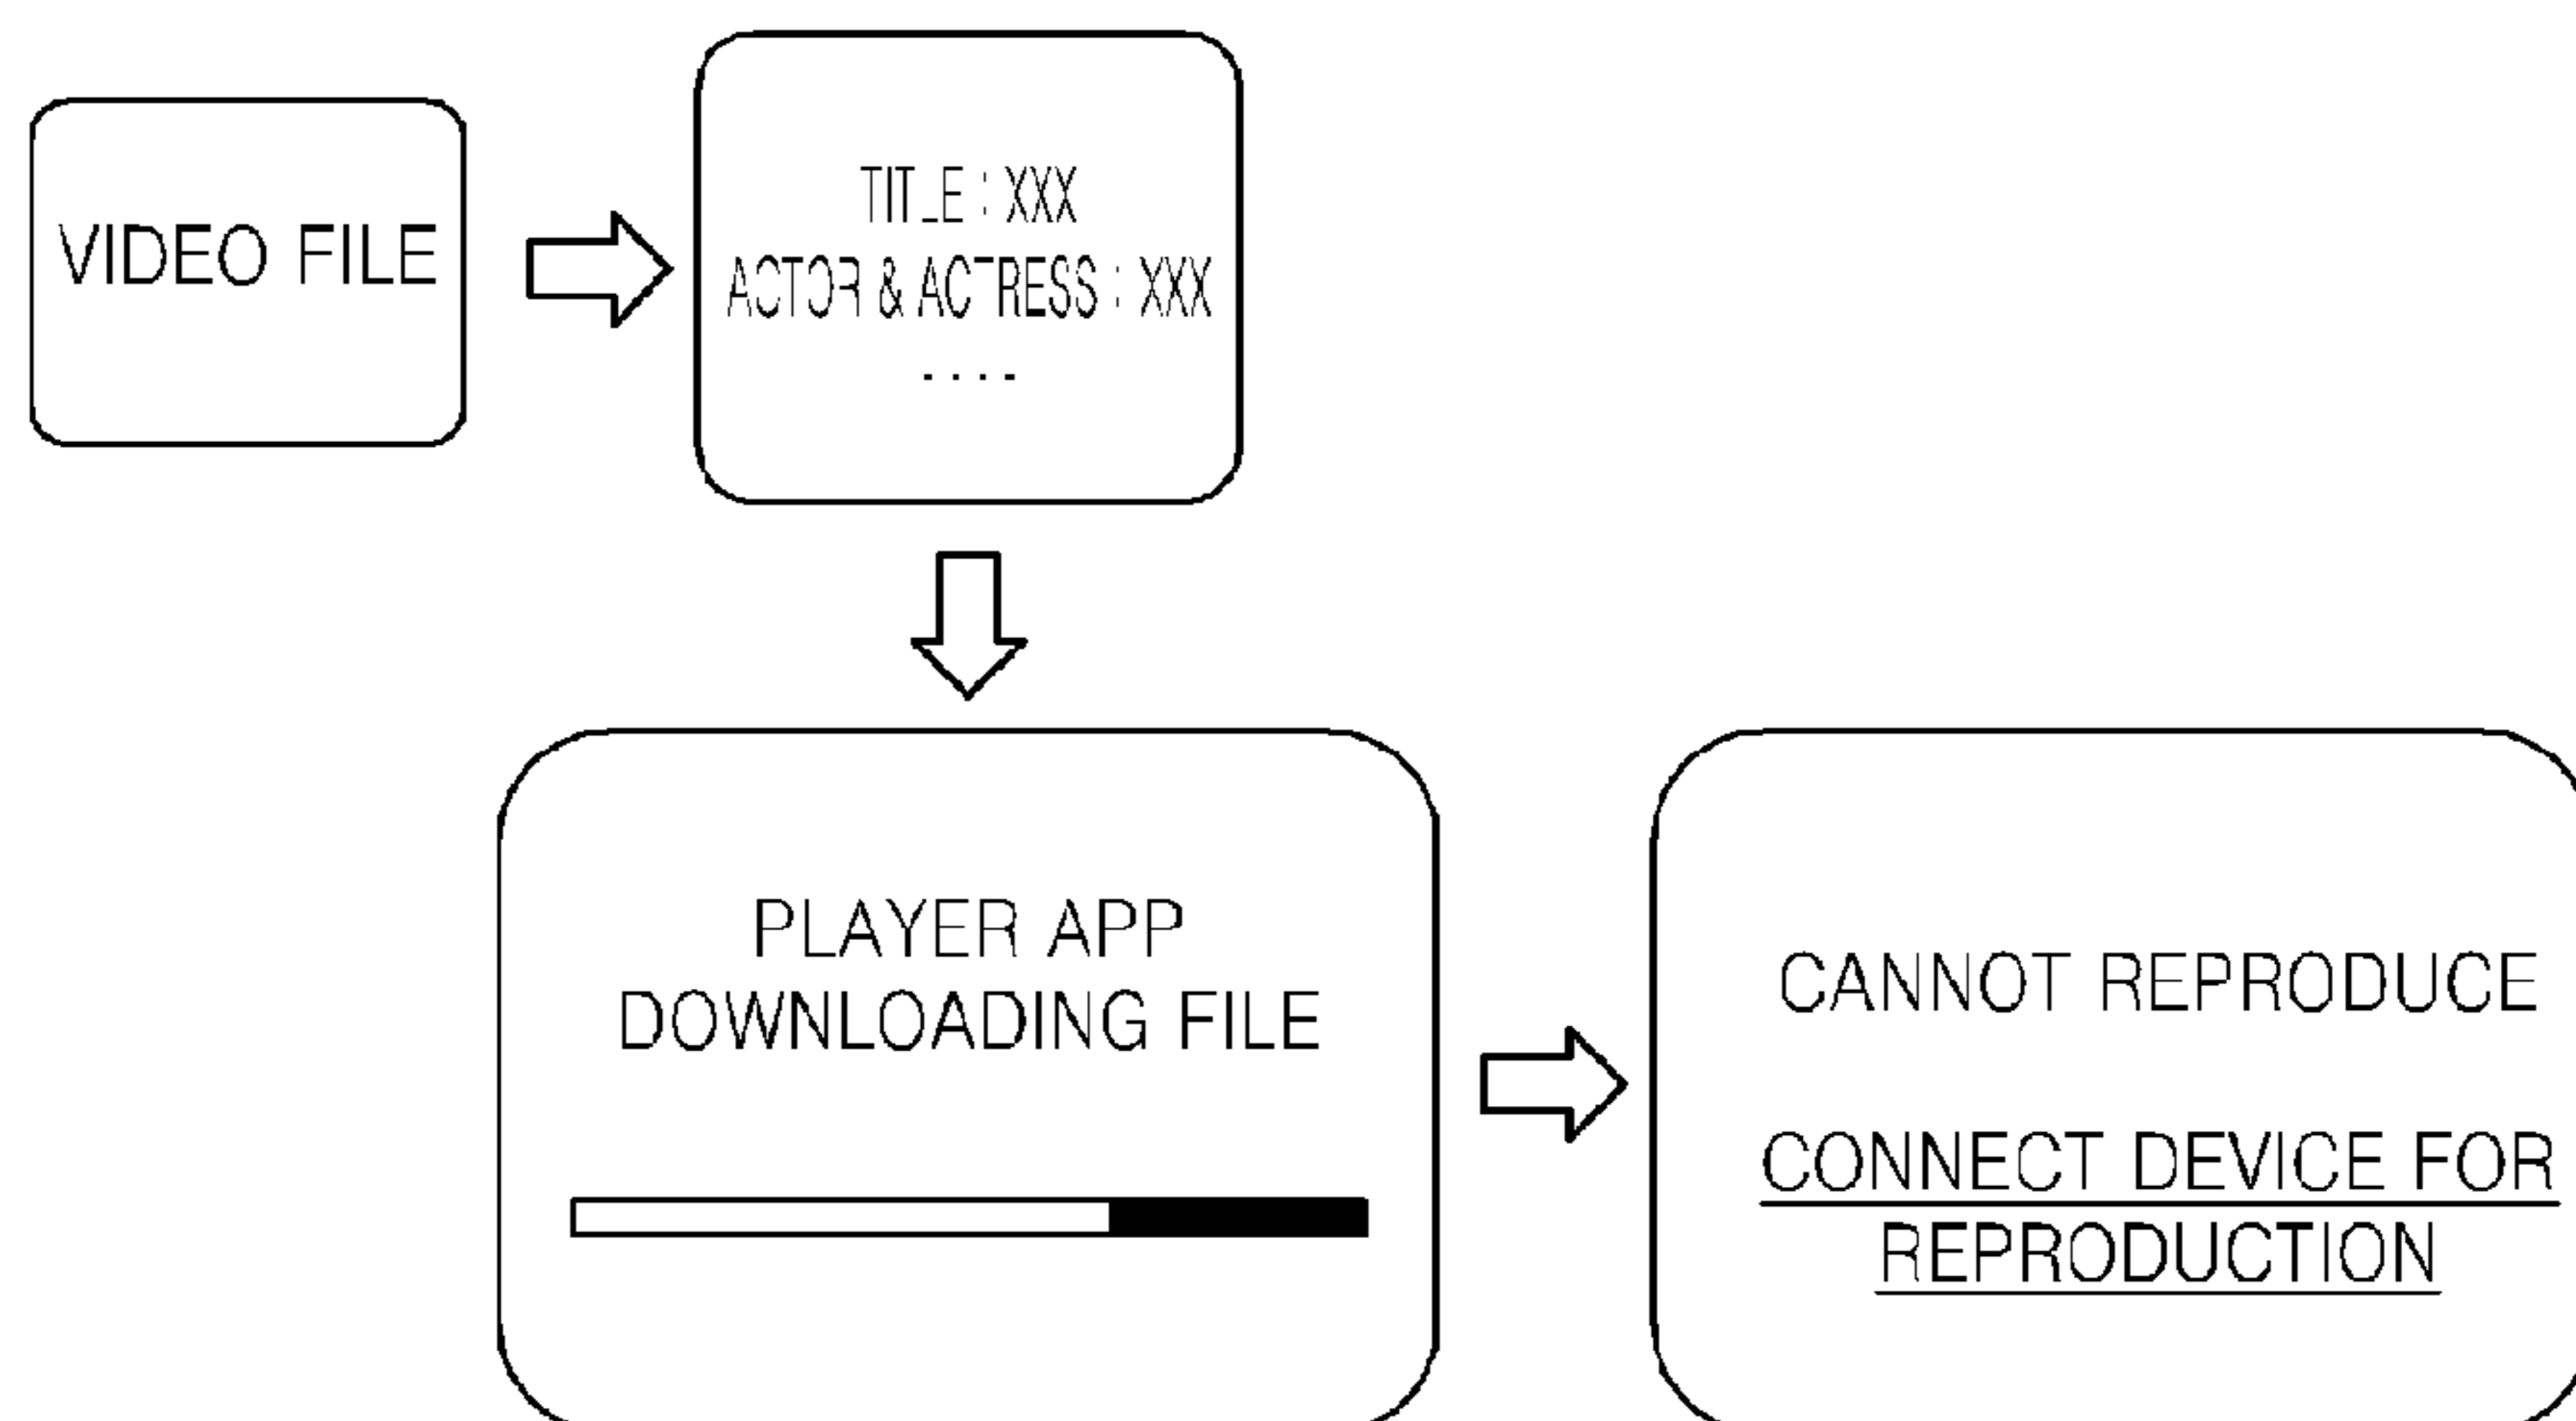 VIDEO FILE
TITLE : XXX
ACTOR & ACTRESS : XXX
....
PLAYER APP
DOWNLOADING FILE
CANNOT REPRODUCE
CONNECT DEVICE FOR
REPRODUCTION